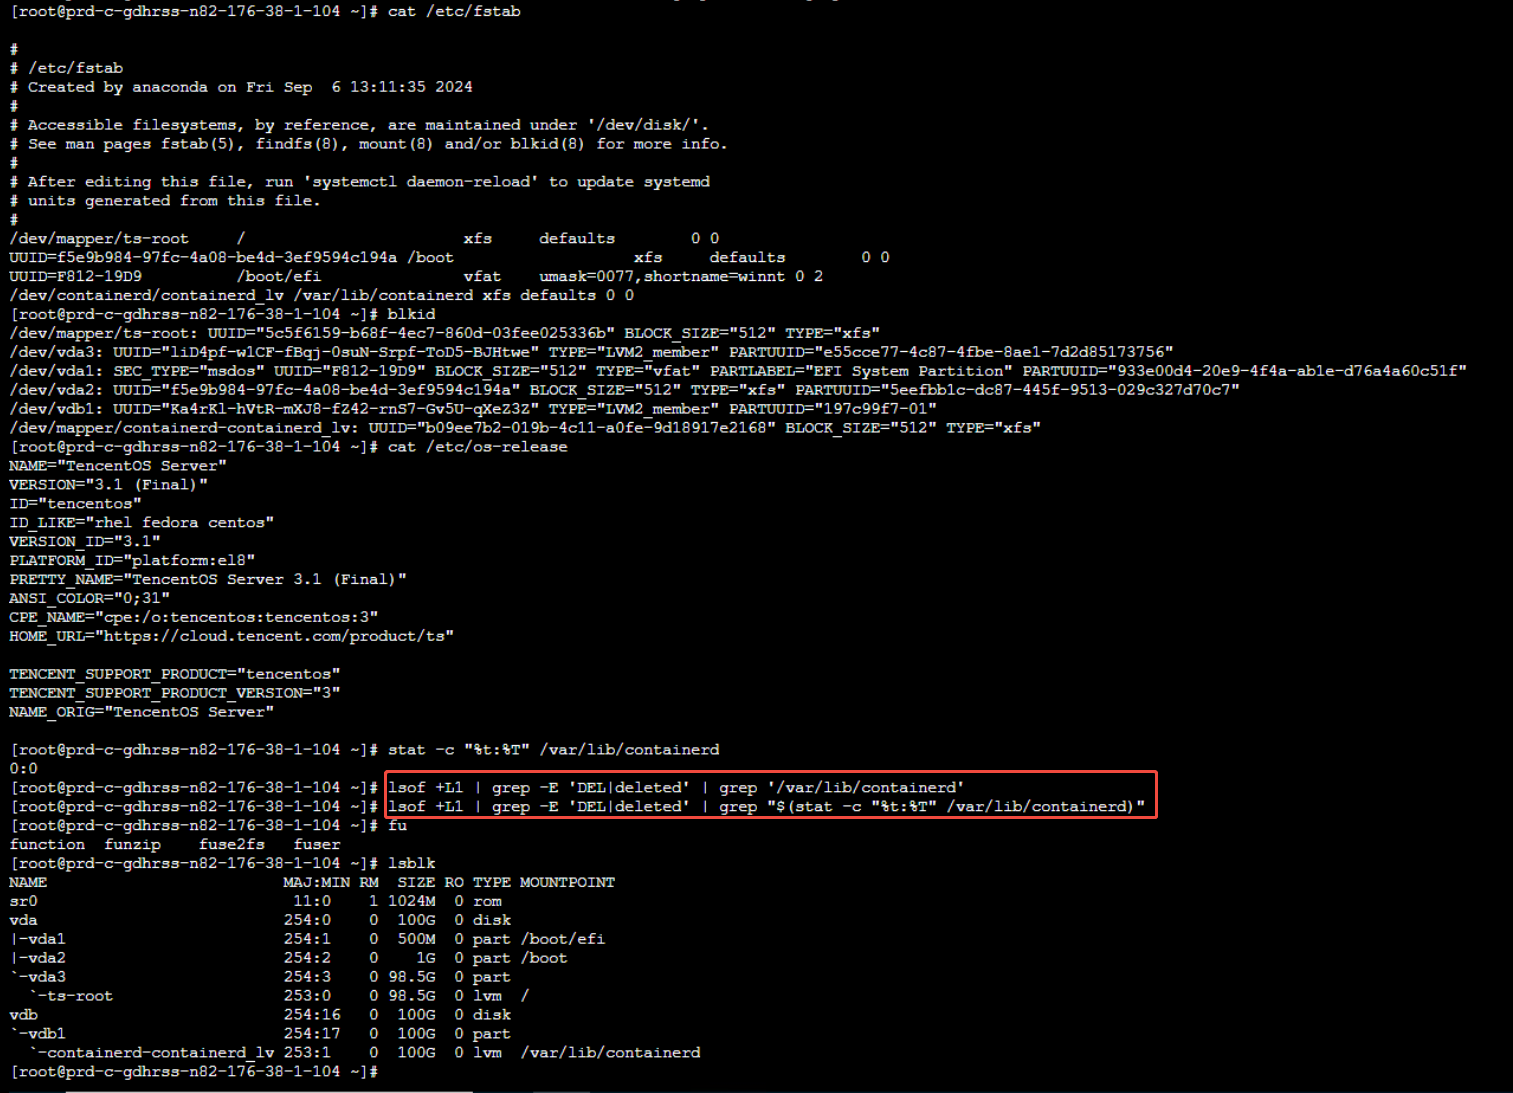 [root@prd-c-gdhrss-n82-176-38-1-104 ~]# cat /etc/fstab
#
# /etc/fstab
# Created by anaconda on Fri Sep  6 13:11:35 2024
#
# Accessible filesystems, by reference, are maintained under '/dev/disk/'.
# See man pages fstab(5), findfs(8), mount(8) and/or blkid(8) for more info.
#
# After editing this file, run 'systemctl daemon-reload' to update systemd
# units generated from this file.
#
/dev/mapper/ts-root     /                       xfs     defaults        0 0
UUID=f5e9b984-97fc-4a08-be4d-3ef9594c194a /boot                   xfs     defaults        0 0
UUID=F812-19D9          /boot/efi               vfat    umask=0077,shortname=winnt 0 2
/dev/containerd/containerd_lv /var/lib/containerd xfs defaults 0 0
[root@prd-c-gdhrss-n82-176-38-1-104 ~]# blkid
/dev/mapper/ts-root: UUID="5c5f6159-b68f-4ec7-860d-03fee025336b" BLOCK_SIZE="512" TYPE="xfs"
/dev/vda3: UUID="liD4pf-wlCF-fBqj-0suN-Srpf-ToD5-BJHtwe" TYPE="LVM2_member" PARTUUID="e55cce77-4c87-4fbe-8ae1-7d2d85173756"
/dev/vda1: SEC_TYPE="msdos" UUID="F812-19D9" BLOCK_SIZE="512" TYPE="vfat" PARTLABEL="EFI System Partition" PARTUUID="933e00d4-20e9-4f4a-ab1e-d76a4a60c51f"
/dev/vda2: UUID="f5e9b984-97fc-4a08-be4d-3ef9594c194a" BLOCK_SIZE="512" TYPE="xfs" PARTUUID="5eefbb1c-dc87-445f-9513-029c327d70c7"
/dev/vdb1: UUID="Ka4rKl-hVtR-mXJ8-fZ42-rnS7-Gv5U-qXeZ3Z" TYPE="LVM2_member" PARTUUID="197c99f7-01"
/dev/mapper/containerd-containerd_lv: UUID="b09ee7b2-019b-4c11-a0fe-9d18917e2168" BLOCK_SIZE="512" TYPE="xfs"
[root@prd-c-gdhrss-n82-176-38-1-104 ~]# cat /etc/os-release
NAME="TencentOS Server"
VERSION="3.1 (Final)"
ID="tencentos"
ID_LIKE="rhel fedora centos"
VERSION_ID="3.1"
PLATFORM_ID="platform:el8"
PRETTY_NAME="TencentOS Server 3.1 (Final)"
ANSI_COLOR="0;31"
CPE_NAME="cpe:/o:tencentos:tencentos:3"
HOME_URL="https://cloud.tencent.com/product/ts"
TENCENT_SUPPORT_PRODUCT="tencentos"
TENCENT_SUPPORT_PRODUCT_VERSION="3"
NAME_ORIG="TencentOS Server"
[root@prd-c-gdhrss-n82-176-38-1-104 ~]# stat -c "%t:%T" /var/lib/containerd
0:0
[root@prd-c-gdhrss-n82-176-38-1-104 ~]# lsof +L1 | grep -E 'DEL|deleted' | grep '/var/lib/containerd'
[root@prd-c-gdhrss-n82-176-38-1-104 ~]# lsof +L1 | grep -E 'DEL|deleted' | grep "$(stat -c "%t:%T" /var/lib/containerd)"
[root@prd-c-gdhrss-n82-176-38-1-104 ~]# fu
function  funzip    fuse2fs   fuser
[root@prd-c-gdhrss-n82-176-38-1-104 ~]# lsblk
NAME                         MAJ:MIN RM  SIZE RO TYPE MOUNTPOINT
sr0                           11:0    1 1024M  0 rom
vda                          254:0    0  100G  0 disk
|-vda1                       254:1    0  500M  0 part /boot/efi
|-vda2                       254:2    0    1G  0 part /boot
`-vda3                       254:3    0 98.5G  0 part
  `-ts-root                  253:0    0 98.5G  0 lvm  /
vdb                          254:16   0  100G  0 disk
`-vdb1                       254:17   0  100G  0 part
  `-containerd-containerd_lv 253:1    0  100G  0 lvm  /var/lib/containerd
[root@prd-c-gdhrss-n82-176-38-1-104 ~]#